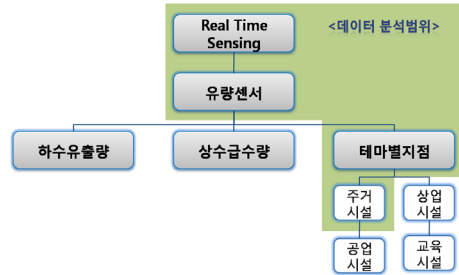 Real Time
Sensing
<데이터 분석범위>
유량센서
하수유출량
상수급수량
테마별지점
주거
시설
상업
시설
공업
시설
교육
시설